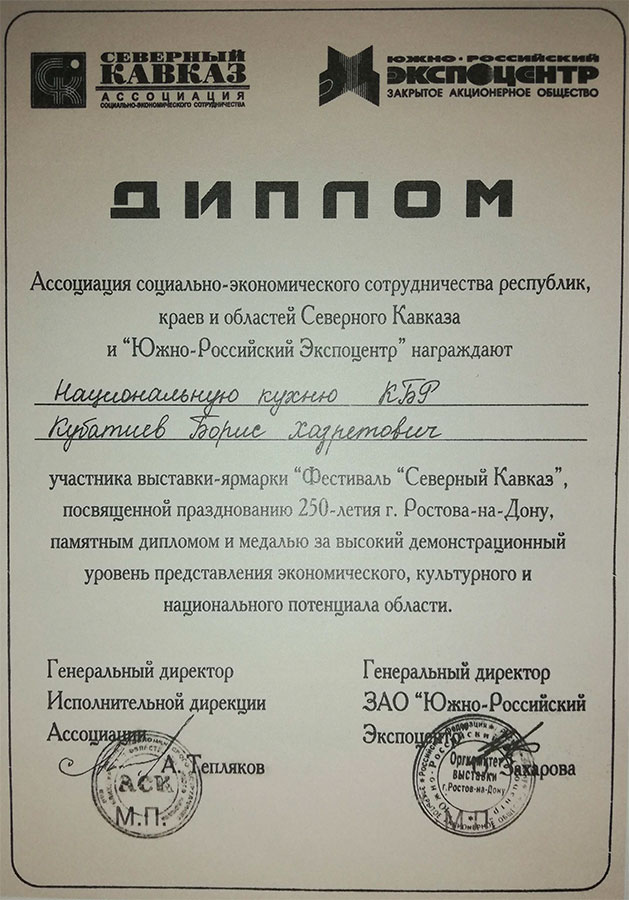 СЕВЕРНЫЙ
КАВКАЗ
АССОЦИАЦИЯ
СОЦИАЛЬНО-ЭКОНОМИЧЕСКОГО СОТРУДНИЧЕСТВА
ЮЖНО-РОССИЙСКИЙ
ЭКСПОЦЕНТР
ЗАКРЫТОЕ АКЦИОНЕРНОЕ ОБЩЕСТВО
ДИПЛОМ
Ассоциация социально-экономического сотрудничества республик,
краев и областей Северного Кавказа
и "Южно-Российский Экспоцентр" награждают
Национальную кухню КБР
Кубатиев Борис Хазретович
участника выставки-ярмарки "Фестиваль "Северный Кавказ",
посвященной празднованию 250-летия г. Ростова-на-Дону,
памятным дипломом и медалью за высокий демонстрационный
уровень представления экономического, культурного и
национального потенциала области.
Генеральный директор
Исполнительной дирекции
Ассоциации
А. Тепляков
АСК
М.П.
Генеральный директор
ЗАО "Южно-Российский
Экспоцентр
Захарова
Российская Федерация
Оргкомитет
выставки
г.Ростов-на-Дону
М.П.